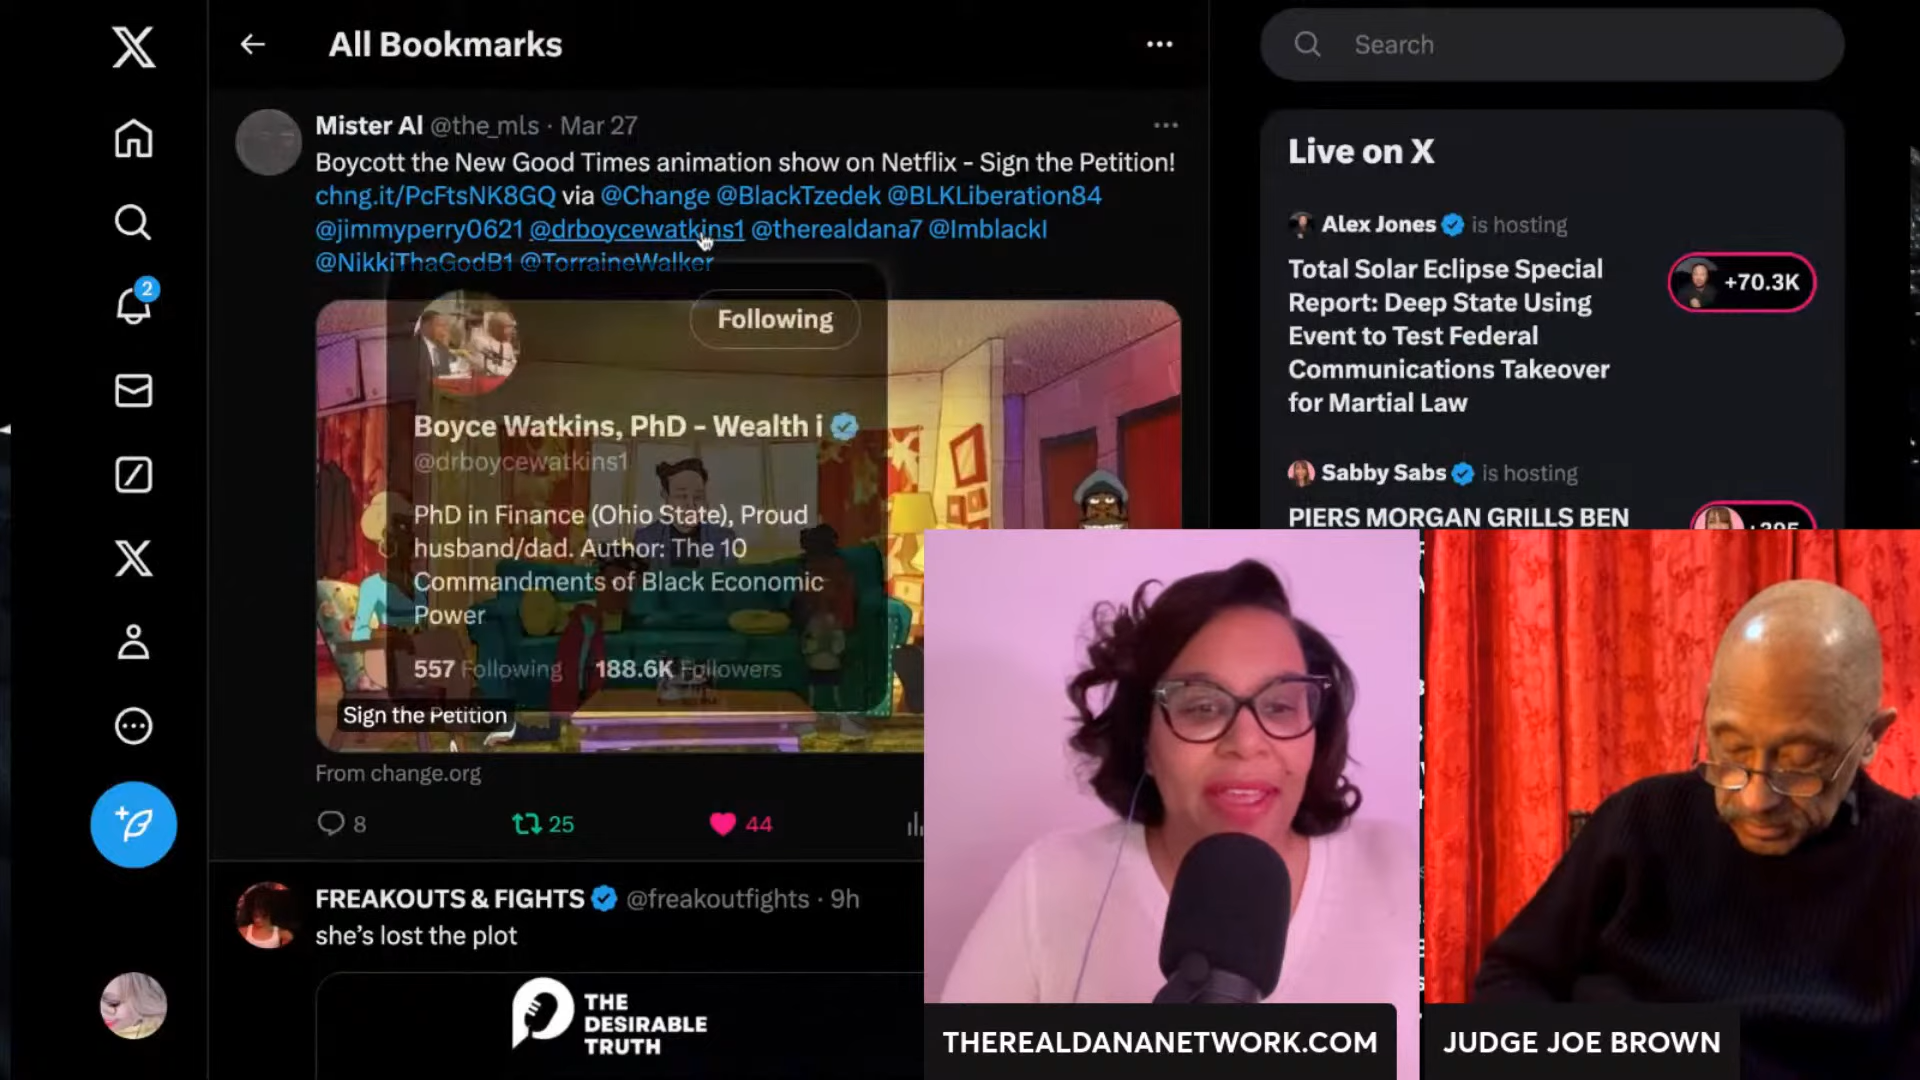 All Bookmarks
Search
Mister Al @the_mls · Mar 27
Boycott the New Good Times animation show on Netflix - Sign the Petition!
chng.it/PcFtsNK8GQ via @Change @BlackTzedek @BLKLiberation84
@jimmyperry0621 @drboycewatkins1 @therealdana7 @ImblackI
@NikkiThaGodB1 @TorraineWalker
Following
Boyce Watkins, PhD - Wealth i
@drboycewatkins1
PhD in Finance (Ohio State), Proud
husband/dad. Author: The 10
Commandments of Black Economic
Power
557 Following 188.6K Followers
Sign the Petition
From change.org
8 25 44
FREAKOUTS & FIGHTS @freakoutfights · 9h
she's lost the plot
THE
DESIRABLE
TRUTH
2
Live on X
Alex Jones is hosting
Total Solar Eclipse Special
Report: Deep State Using
Event to Test Federal
Communications Takeover
for Martial Law
+70.3K
Sabby Sabs is hosting
PIERS MORGAN GRILLS BEN
THEREALDANANETWORK.COM
JUDGE JOE BROWN